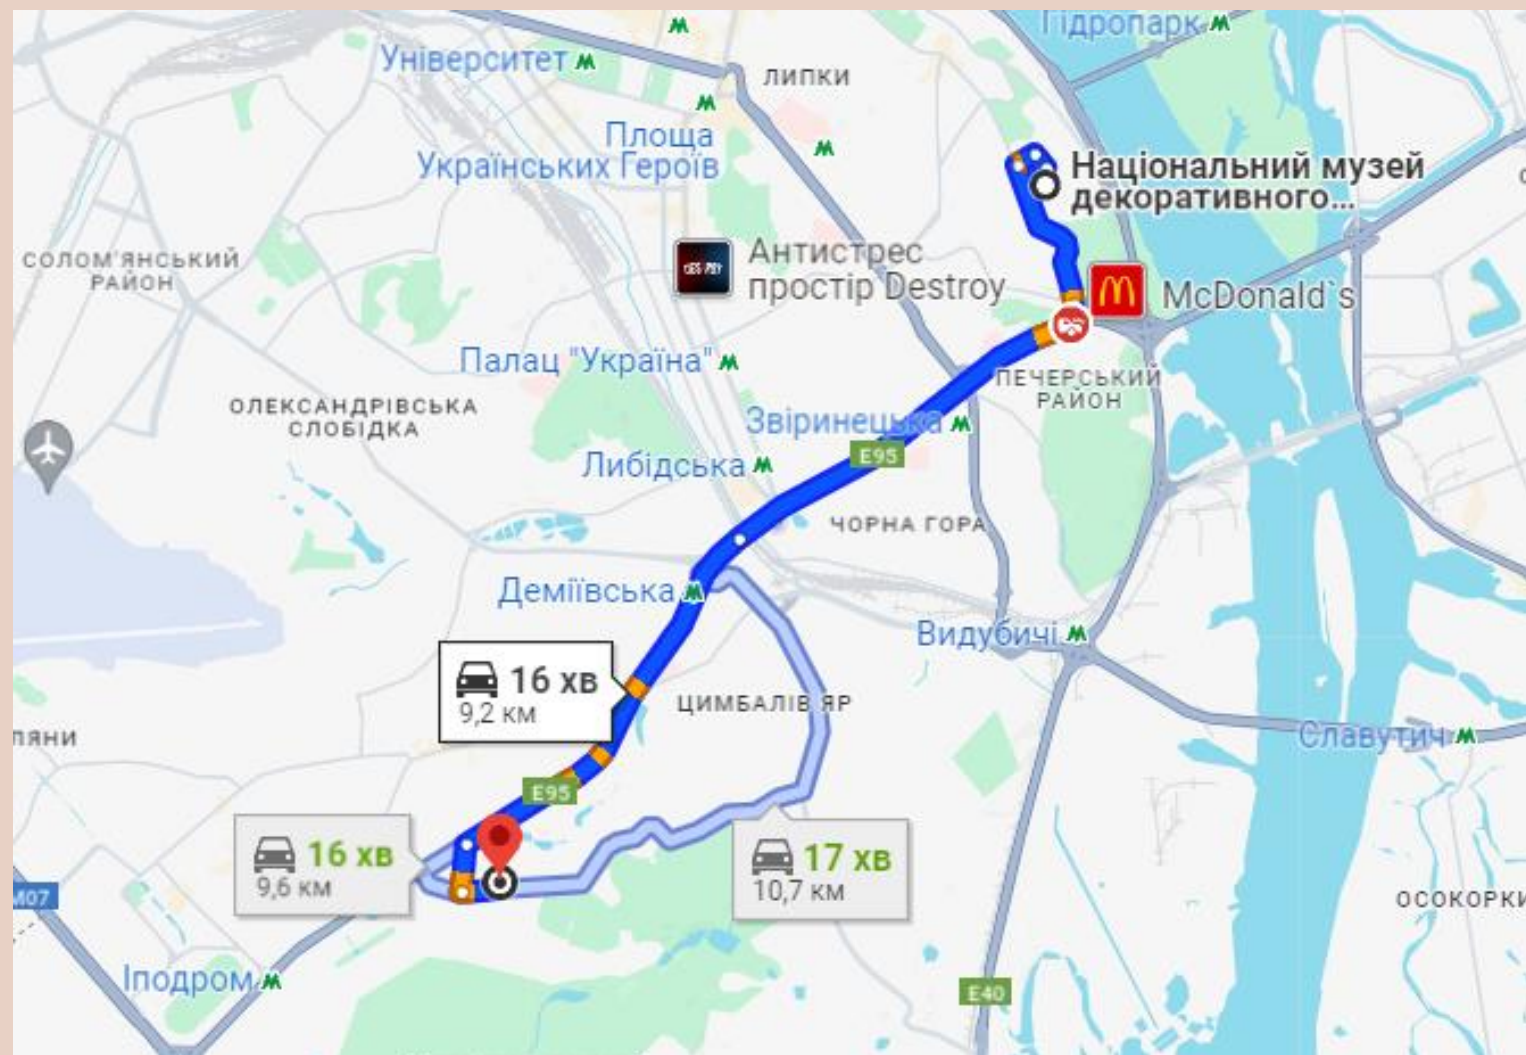 Гідропарк
Університет
ЛИПКИ
Площа
Українських Героїв
Національний музей
декоративного...
СОЛОМ'ЯНСЬКИЙ
РАЙОН
Антистрес
простір Destroy
McDonald`s
Палац "Україна"
ПЕЧЕРСЬКИЙ
РАЙОН
ОЛЕКСАНДРІВСЬКА
СЛОБІДКА
Звіринецька
E95
Либідська
ЧОРНА ГОРА
Деміївська
Видубичі
16 хв
9,2 км
ЦИМБАЛІВ ЯР
ЛЯНИ
Славутич
E95
16 хв
9,6 км
17 хв
10,7 км
M07
ОСОКОРКИ
Іподром
E40